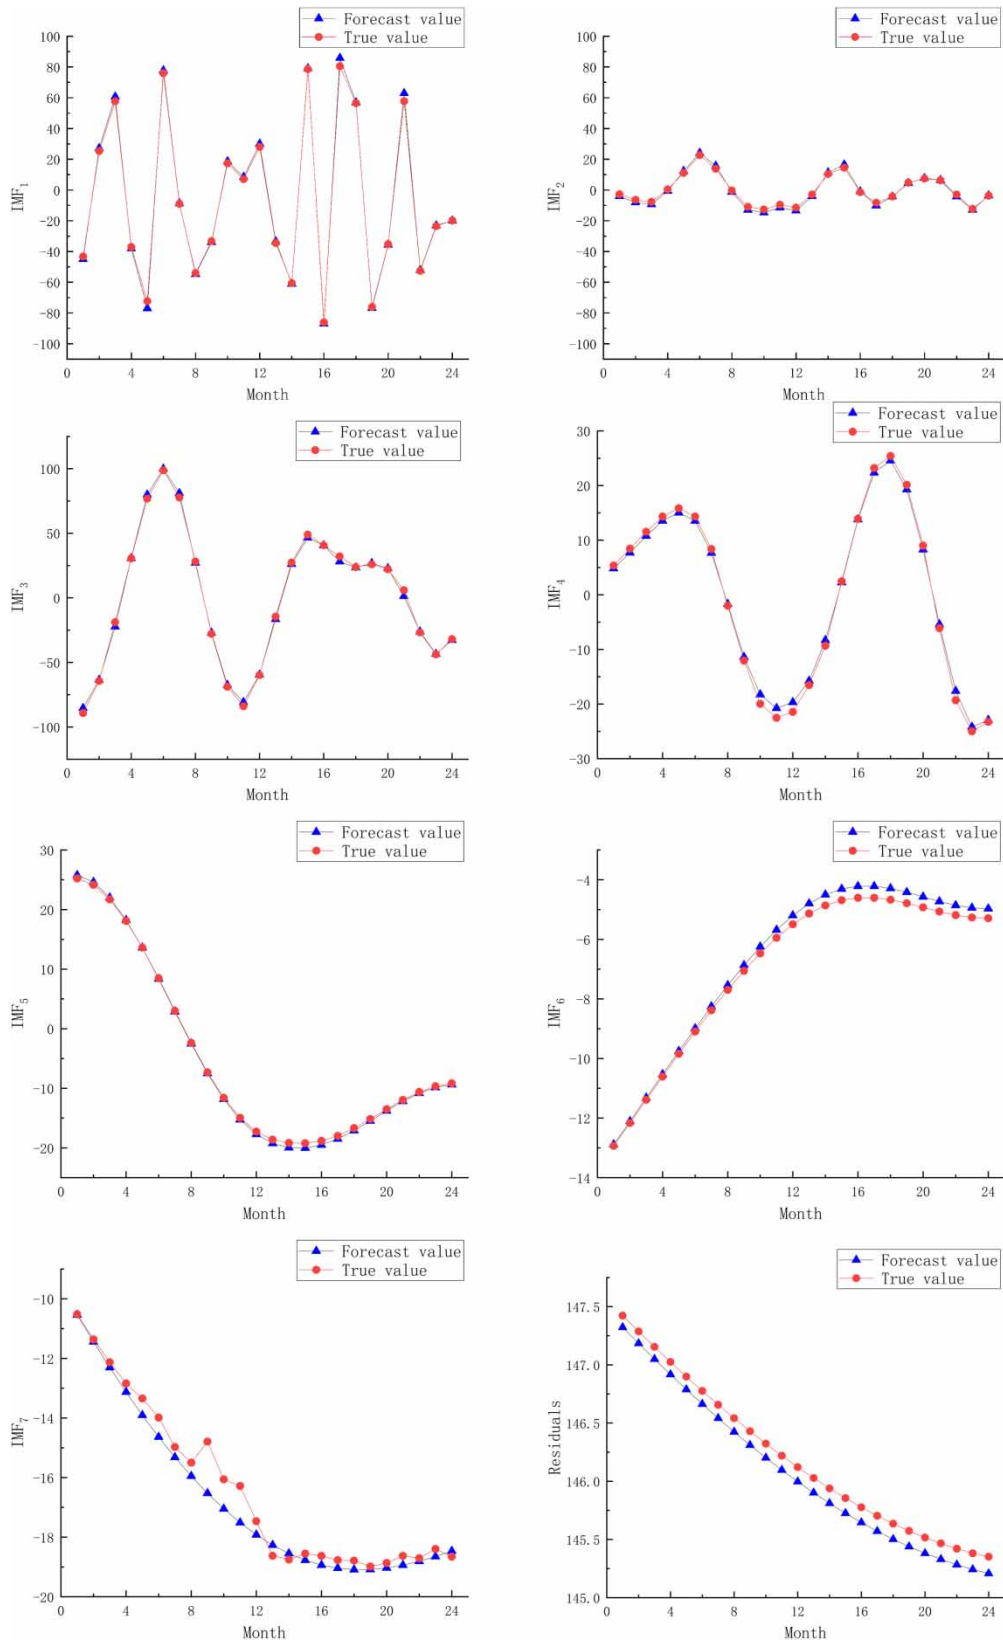 Forecast value
True value
100
80
60
40
20
0
-20
-40
-60
-80
-100
IMF1
0 4 8 12 16 20 24
Month
Forecast value
True value
100
80
60
40
20
0
-20
-40
-60
-80
-100
IMF2
0 4 8 12 16 20 24
Month
Forecast value
True value
100
50
0
-50
-100
IMF3
0 4 8 12 16 20 24
Month
Forecast value
True value
30
20
10
0
-10
-20
-30
IMF4
0 4 8 12 16 20 24
Month
Forecast value
True value
30
20
10
0
-10
-20
IMF5
0 4 8 12 16 20 24
Month
Forecast value
True value
-4
-6
-8
-10
-12
-14
IMF6
0 4 8 12 16 20 24
Month
Forecast value
True value
-10
-12
-14
-16
-18
-20
IMF7
0 4 8 12 16 20 24
Month
Forecast value
True value
147.5
147.0
146.5
146.0
145.5
145.0
Residuals
0 4 8 12 16 20 24
Month